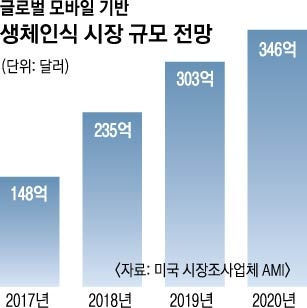 글로벌 모바일 기반
생체인식 시장 규모 전망
(단위: 달러)
148억
235억
303억
346억
〈자료: 미국 시장조사업체 AMI〉
2017년
2018년
2019년
2020년